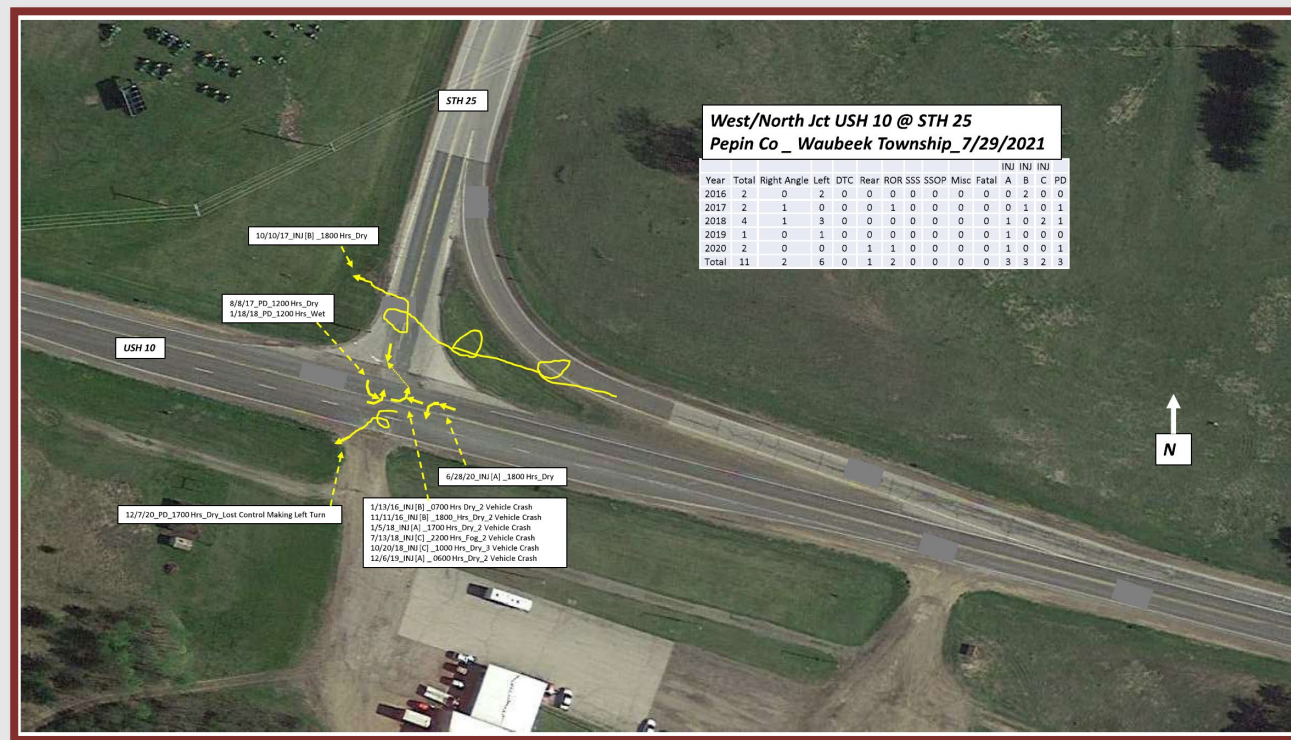 STH 25
West/North Jct USH 10 @ STH 25
Pepin Co _ Waubeek Township_7/29/2021
INJ INJ INJ
Year Total Right Angle Left DTC Rear ROR SSS SSOP Misc Fatal A B C PD
2016 2 0 2 0 0 0 0 0 0 0 0 2 0 0
2017 2 1 0 0 0 1 0 0 0 0 0 1 0 1
2018 4 1 3 0 0 0 0 0 0 0 1 0 2 1
2019 1 0 1 0 0 0 0 0 0 0 1 0 0 0
2020 2 0 0 0 1 1 0 0 0 0 1 0 0 1
Total 11 2 6 0 1 2 0 0 0 0 3 3 2 3
10/10/17_INJ [B] _1800 Hrs_Dry
8/8/17_PD_1200 Hrs_Dry
1/18/18_PD_1200 Hrs_Wet
USH 10
N
6/28/20_INJ [A] _1800 Hrs_Dry
12/7/20_PD_1700 Hrs_Dry_Lost Control Making Left Turn
1/13/16_INJ [B] _0700 Hrs Dry_2 Vehicle Crash
11/11/16_INJ [B] _1800_Hrs_Dry_2 Vehicle Crash
1/5/18_INJ [A] _1700 Hrs_Dry_2 Vehicle Crash
7/13/18_INJ [C] _2200 Hrs_Fog_2 Vehicle Crash
10/20/18_INJ [C] _1000 Hrs_Dry_3 Vehicle Crash
12/6/19_INJ [A] _ 0600 Hrs_Dry_2 Vehicle Crash